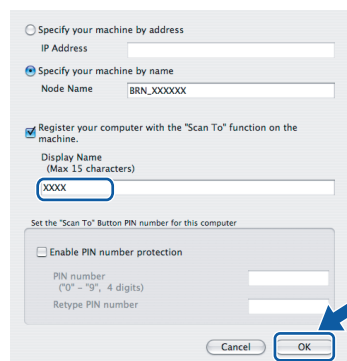 Specify your machine by address
IP Address
Specify your machine by name
Node Name BRN_XXXXXX
Register your computer with the "Scan To" function on the
machine.
Display Name
(Max 15 characters)
XXXX
Set the "Scan To" Button PIN number for this computer
Enable PIN number protection
PIN number
("0" – "9", 4 digits)
Retype PIN number
Cancel OK